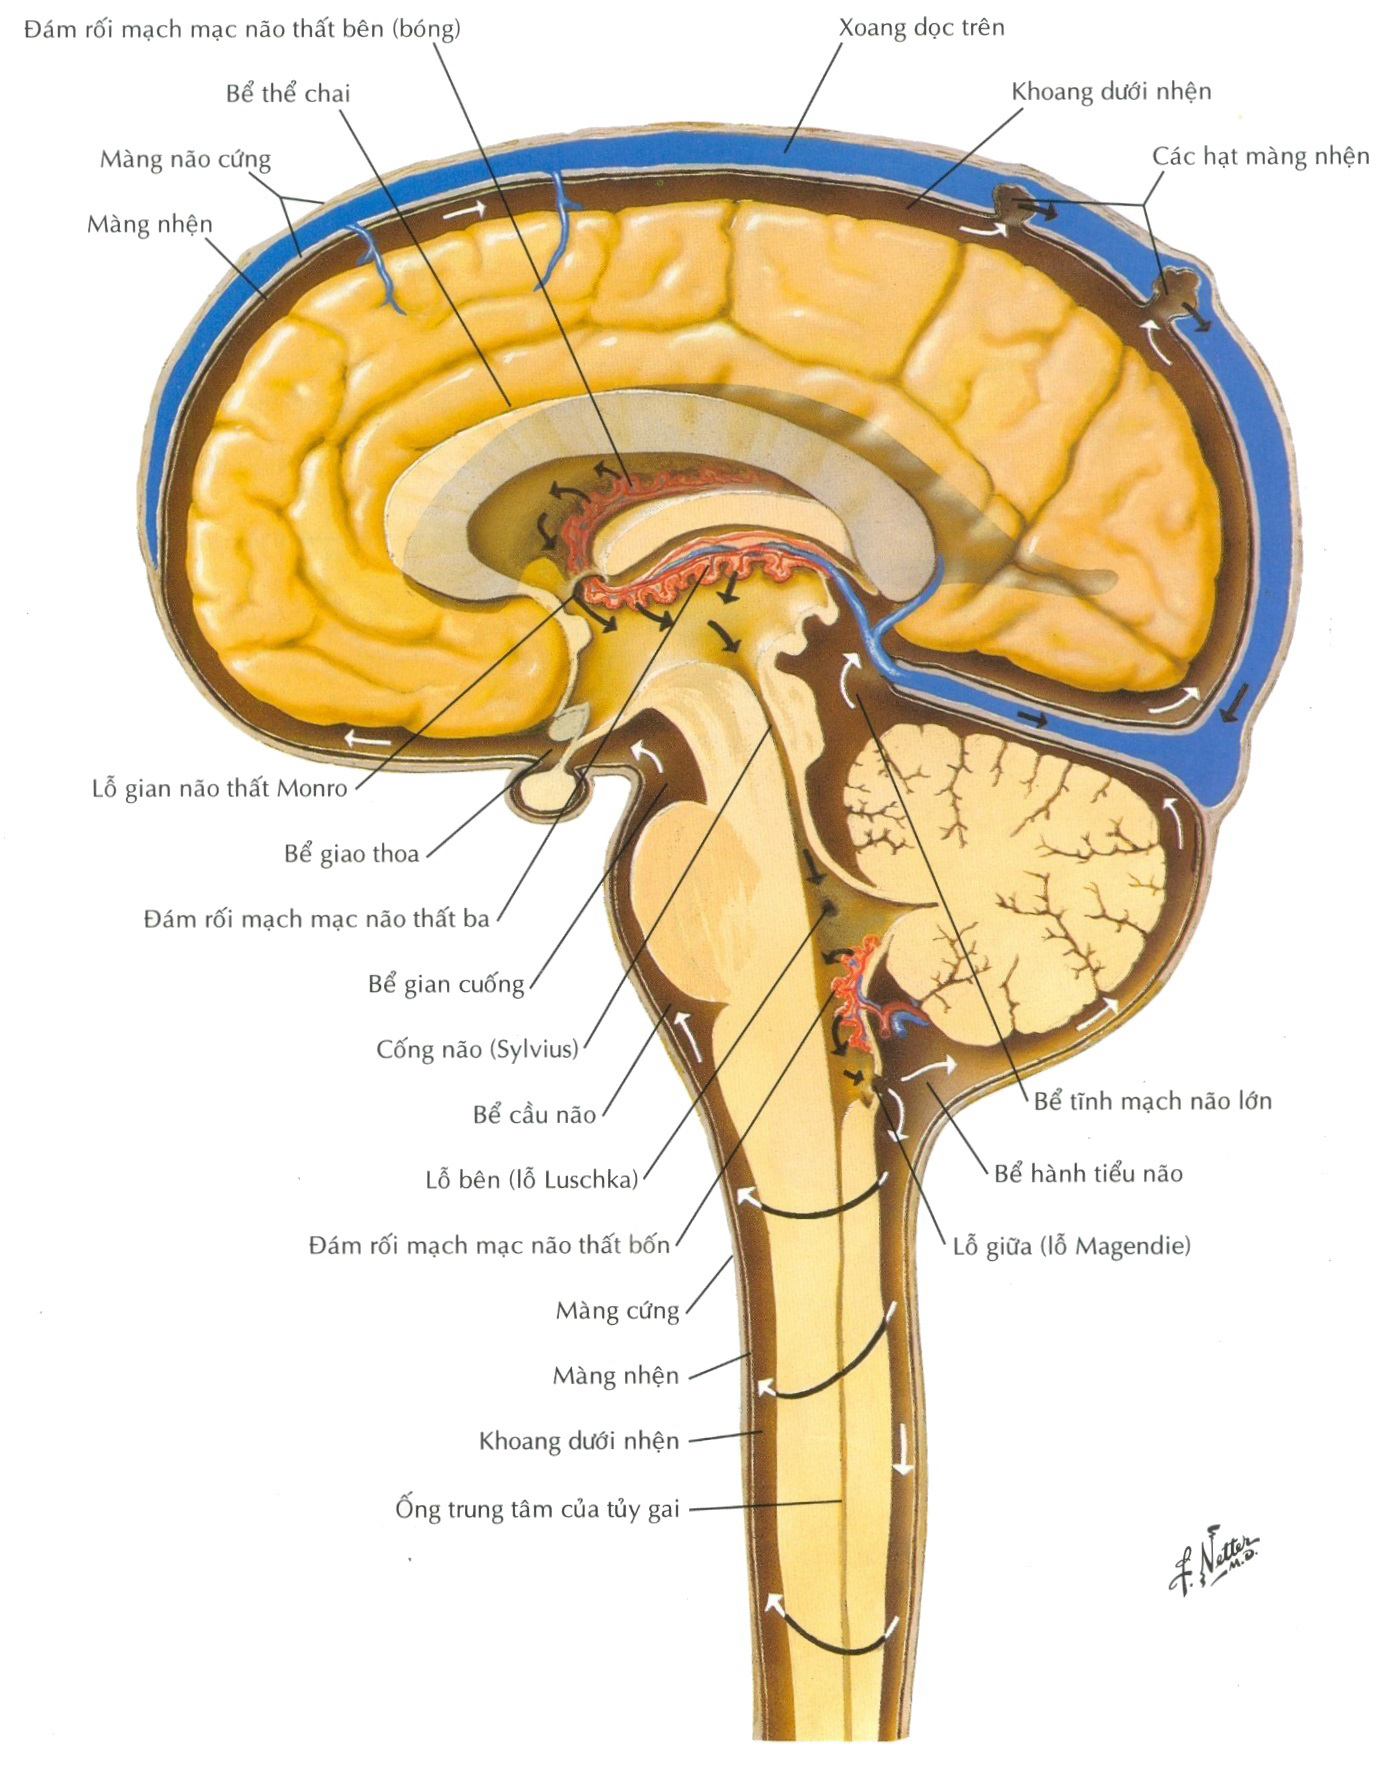 Đám rối mạch mạc não thất bên (bóng)
Xoang dọc trên
Bể thể chai
Khoang dưới nhện
Màng não cứng
Các hạt màng nhện
Màng nhện
Lỗ gian não thất Monro
Bể giao thoa
Đám rối mạch mạc não thất ba
Bể gian cuống
Cống não (Sylvius)
Bể cầu não
Bể tĩnh mạch não lớn
Lỗ bên (lỗ Luschka)
Bể hành tiểu não
Đám rối mạch mạc não thất bốn
Lỗ giữa (lỗ Magendie)
Màng cứng
Màng nhện
Khoang dưới nhện
Ống trung tâm của tủy gai
F. Netter
M.D.